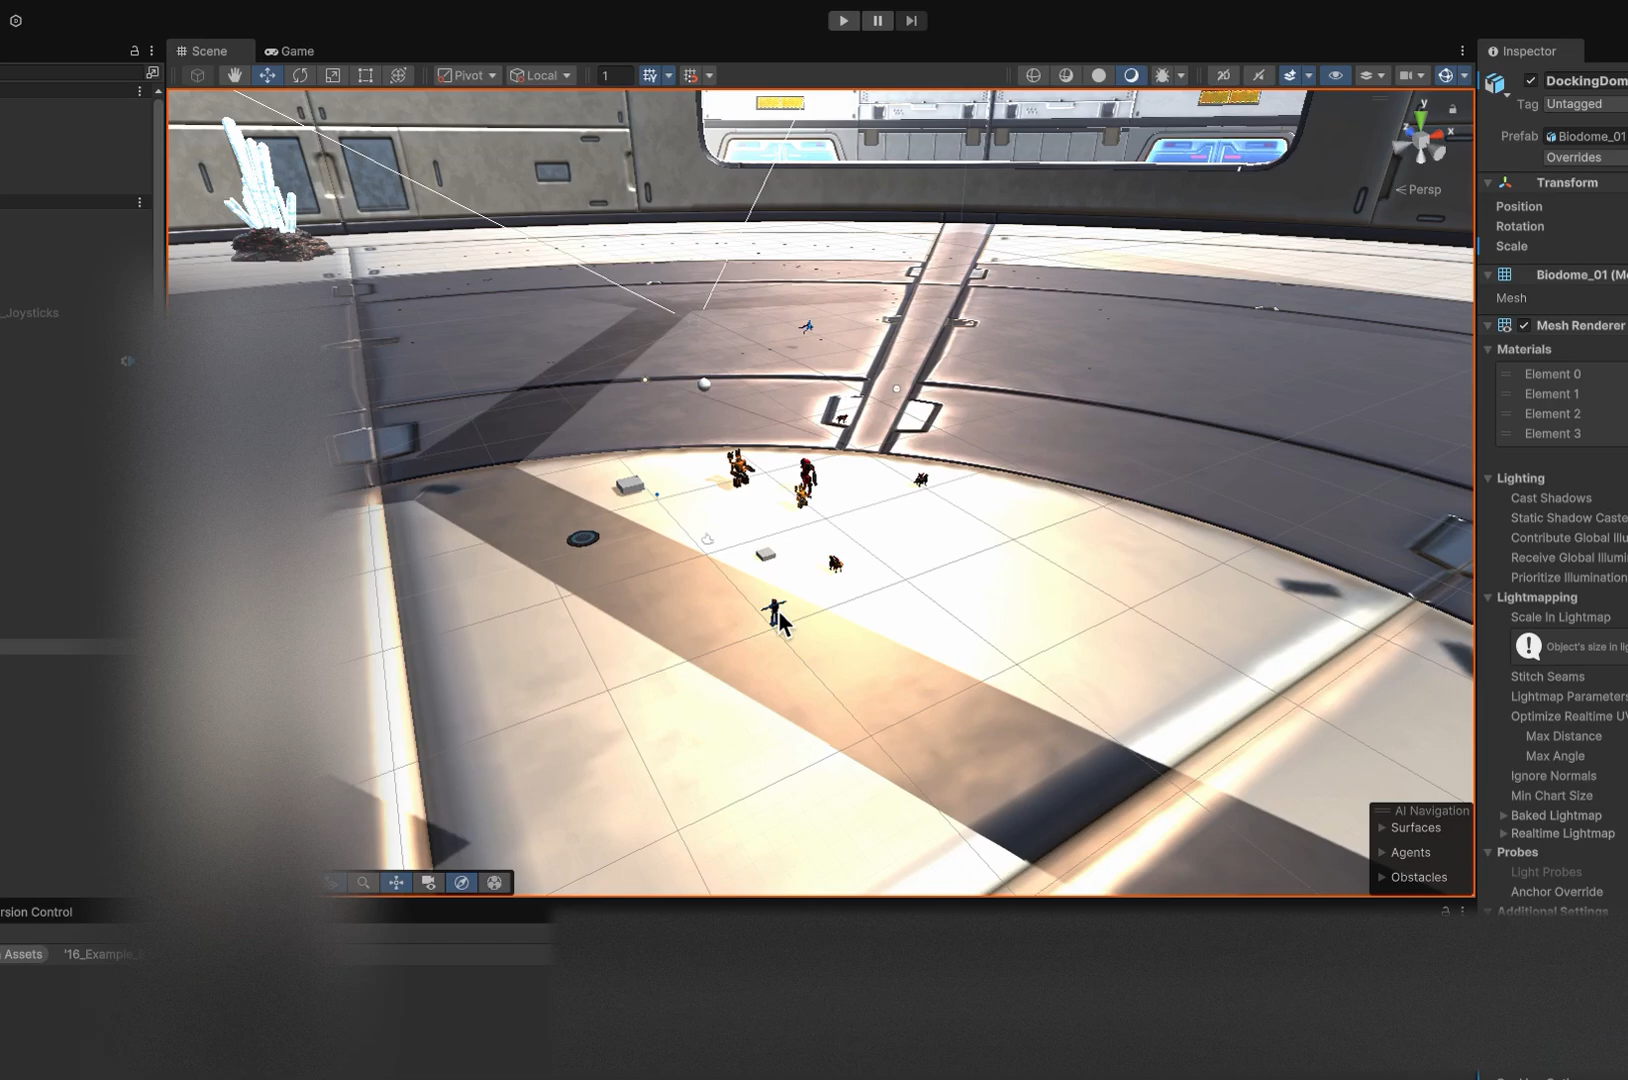 Scene
Game
Inspector
Pivot
Local
1
DockingDom
Tag
Untagged
Prefab
Biodome_01
Overrides
y
x
Persp
Transform
Position
Rotation
Scale
Biodome_01 (M
Mesh
Mesh Renderer
Materials
Element 0
Element 1
Element 2
Element 3
_Joysticks
Lighting
Cast Shadows
Static Shadow Caste
Contribute Global Illu
Receive Global Illumin
Prioritize Illumination
Lightmapping
Scale In Lightmap
Object's size in lig
Stitch Seams
Lightmap Parameters
Optimize Realtime UV
Max Distance
Max Angle
Ignore Normals
Min Chart Size
Baked Lightmap
Realtime Lightmap
Probes
Light Probes
Anchor Override
Additional Settings
AI Navigation
Surfaces
Agents
Obstacles
rsion Control
Assets
'16_Example_